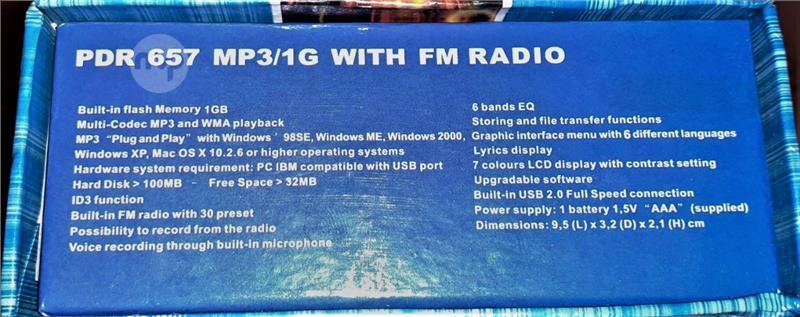 PDR 657 MP3/1G WITH FM RADIO
Built-in flash Memory 1GB
Multi-Codec MP3 and WMA playback
MP3 "Plug and Play" with Windows' 98SE, Windows ME, Windows 2000,
Windows XP, Mac OS X 10.2.6 or higher operating systems
Hardware system requirement: PC IBM compatible with USB port
Hard Disk > 100MB - Free Space > 32MB
ID3 function
Built-in FM radio with 30 preset
Possibility to record from the radio
Voice recording through built-in microphone
6 bands EQ
Storing and file transfer functions
Graphic interface menu with 6 different languages
Lyrics display
7 colours LCD display with contrast setting
Upgradable software
Built-in USB 2.0 Full Speed connection
Power supply: 1 battery 1,5V "AAA" (supplied)
Dimensions: 9,5 (L) x 3,2 (D) x 2,1 (H) cm